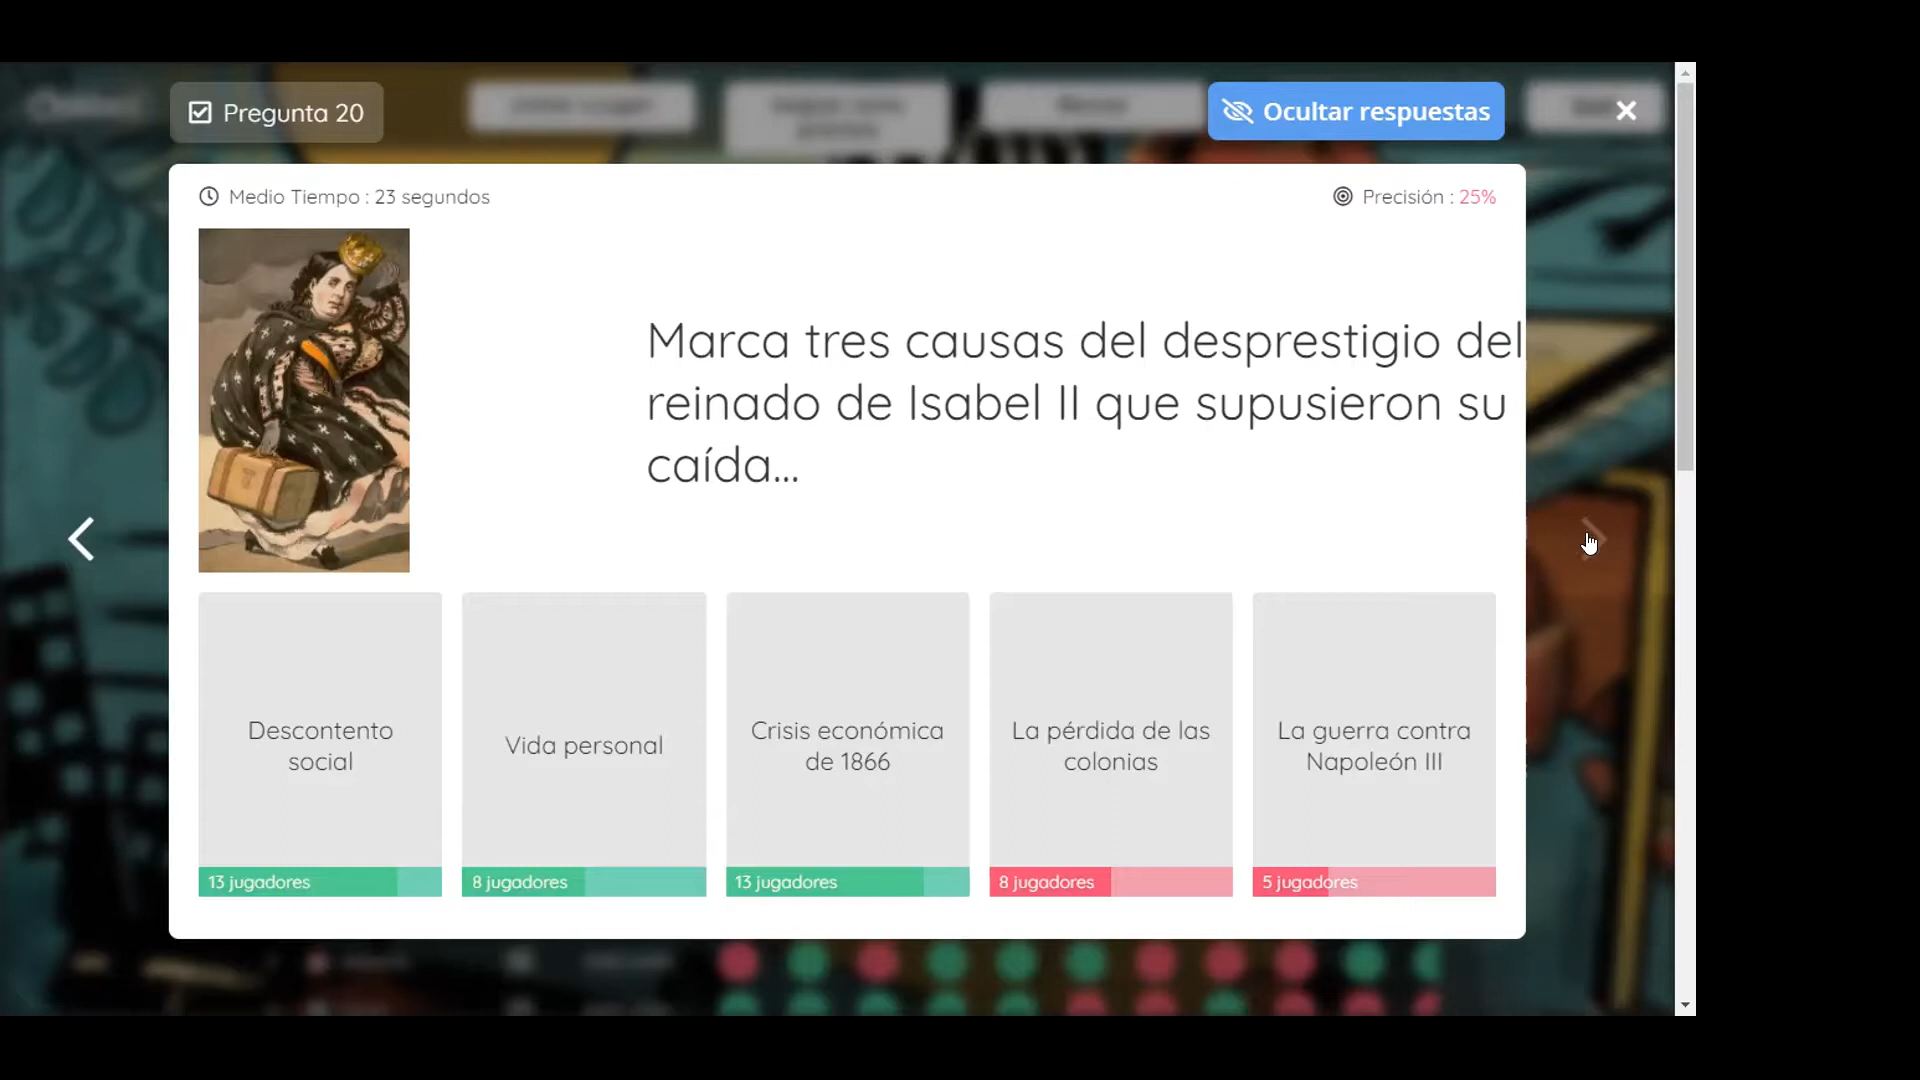 Pregunta 20
Ocultar respuestas
Medio Tiempo : 23 segundos
Precisión : 25%
Marca tres causas del desprestigio del
reinado de Isabel II que supusieron su
caída...
Descontento
social
Vida personal
Crisis económica
de 1866
La pérdida de las
colonias
La guerra contra
Napoleón III
13 jugadores
8 jugadores
13 jugadores
8 jugadores
5 jugadores